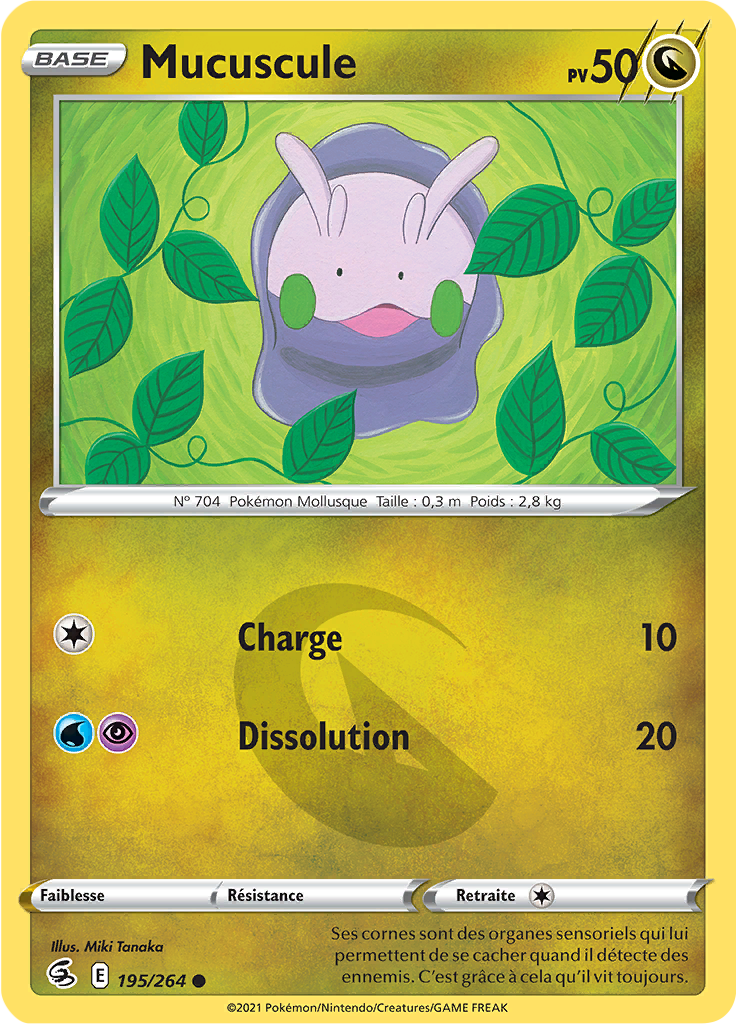 BASE Mucuscule PV50
N° 704 Pokémon Mollusque Taille : 0,3 m Poids : 2,8 kg
Charge 10
Dissolution 20
Faiblesse Résistance Retraite
Illus. Miki Tanaka
Ses cornes sont des organes sensoriels qui lui
permettent de se cacher quand il détecte des
ennemis. C'est grâce à cela qu'il vit toujours.
E 195/264
©2021 Pokémon/Nintendo/Creatures/GAME FREAK